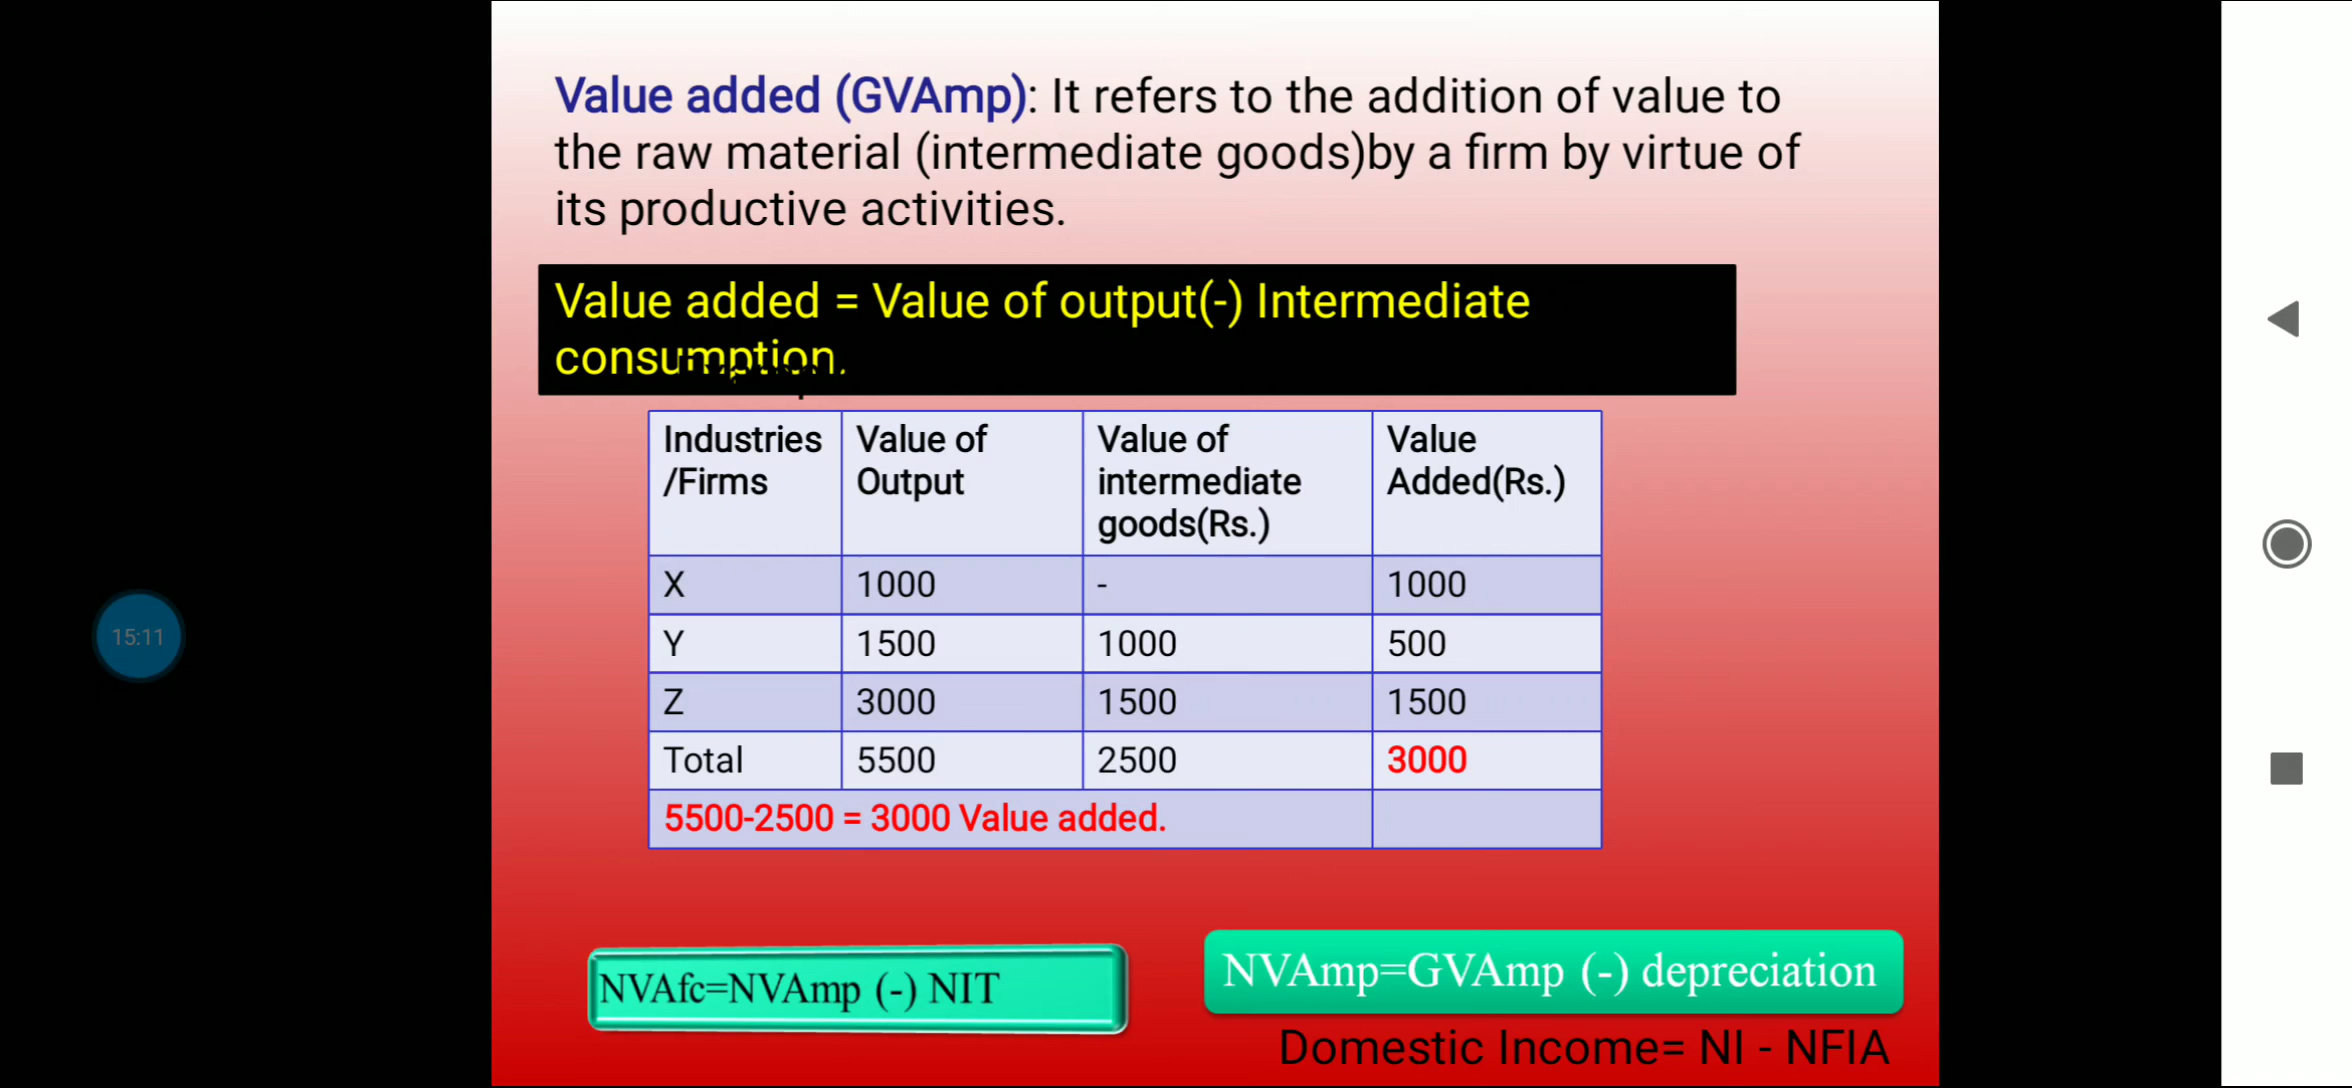 Value added (GVAmp): It refers to the addition of value to
the raw material (intermediate goods)by a firm by virtue of
its productive activities.
Value added = Value of output(-) Intermediate
consumption.
Industries /Firms Value of Output Value of intermediate goods(Rs.) Value Added(Rs.)
X 1000 - 1000
Y 1500 1000 500
Z 3000 1500 1500
Total 5500 2500 3000
5500-2500 = 3000 Value added.
15:11
NVAfc=NVAmp (-) NIT
NVAmp=GVAmp (-) depreciation
Domestic Income= NI - NFIA